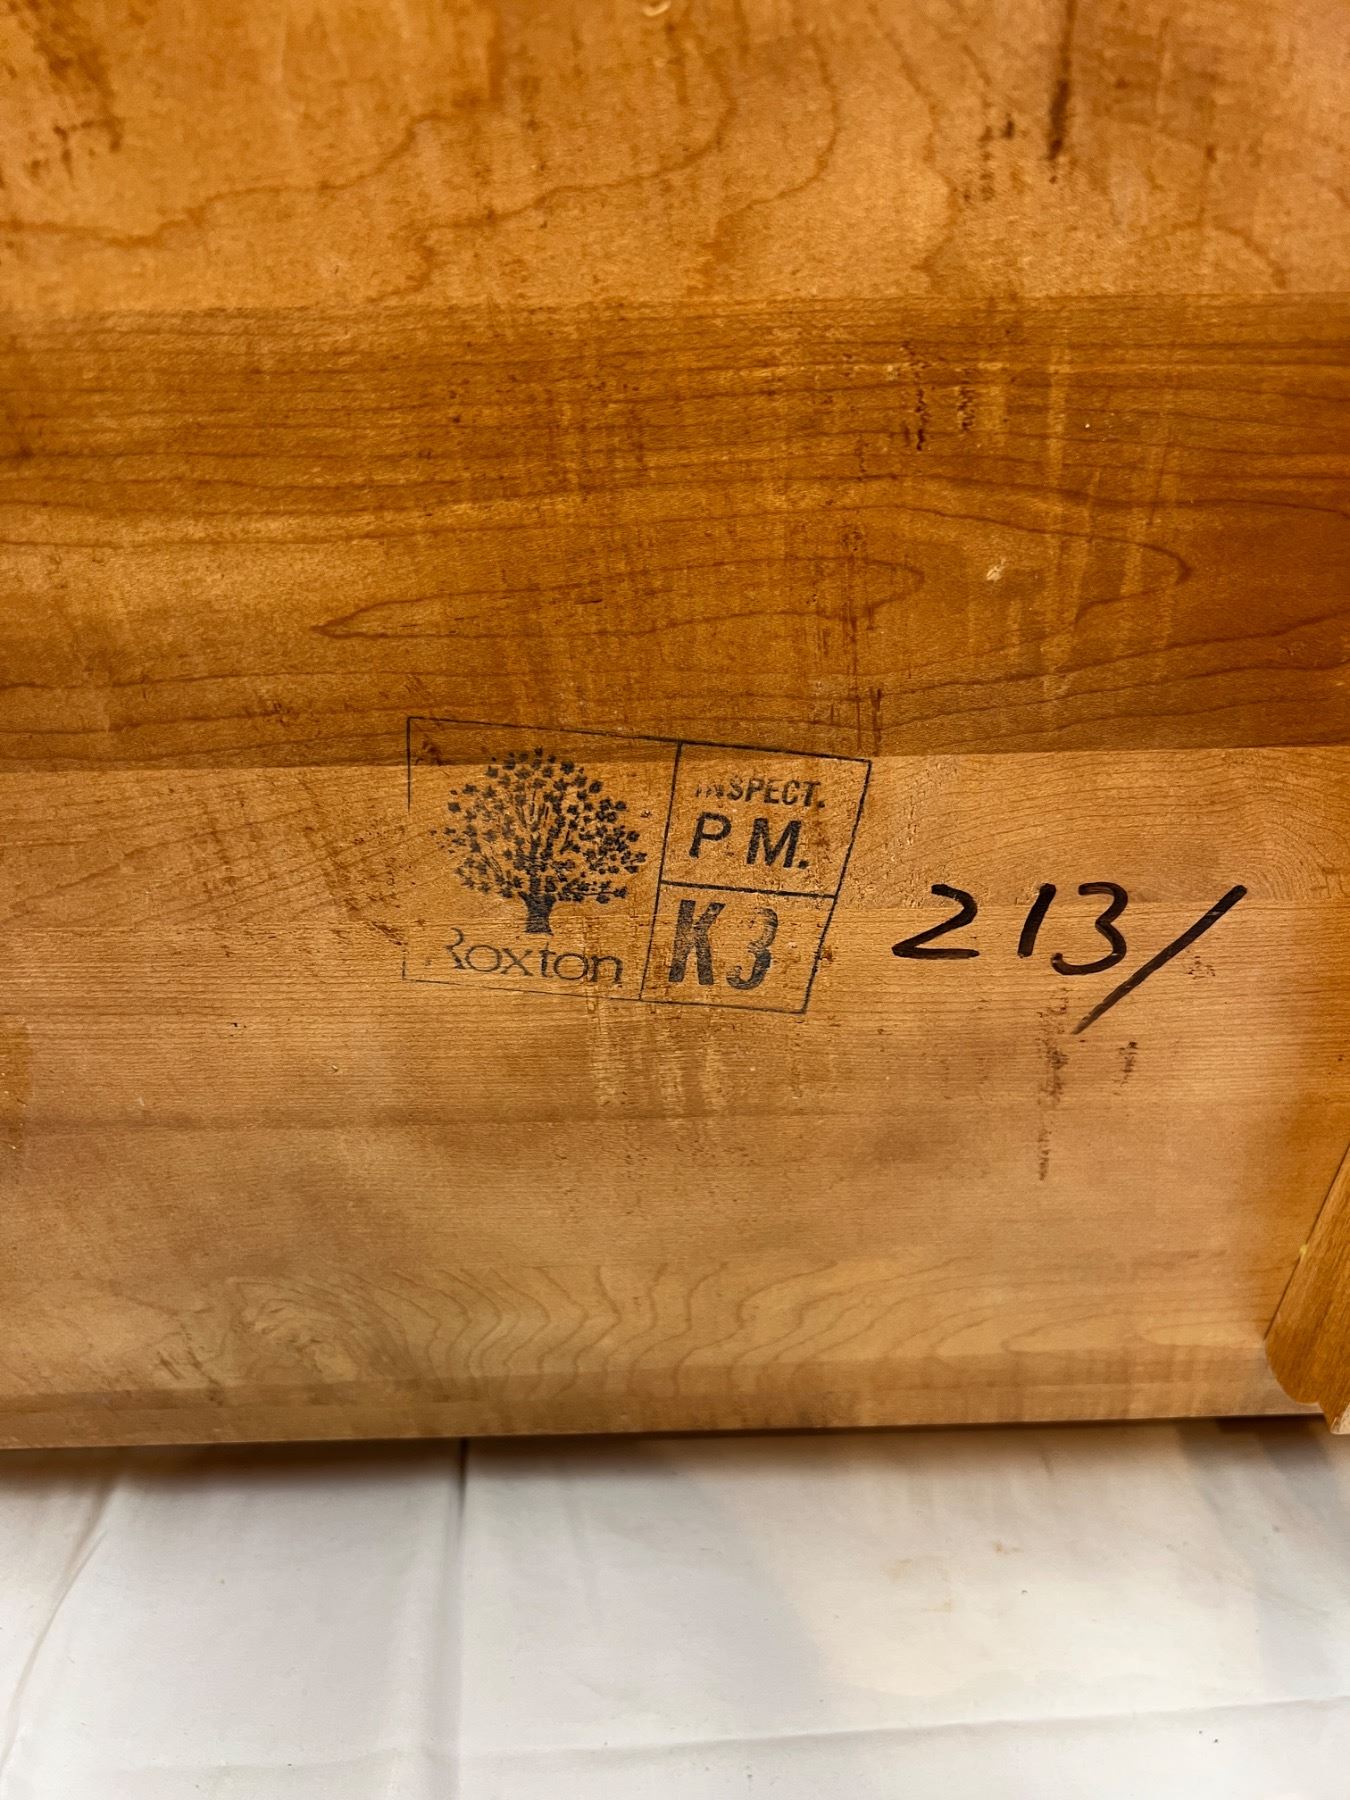 Roxton
INSPECT.
P.M.
K3
213/